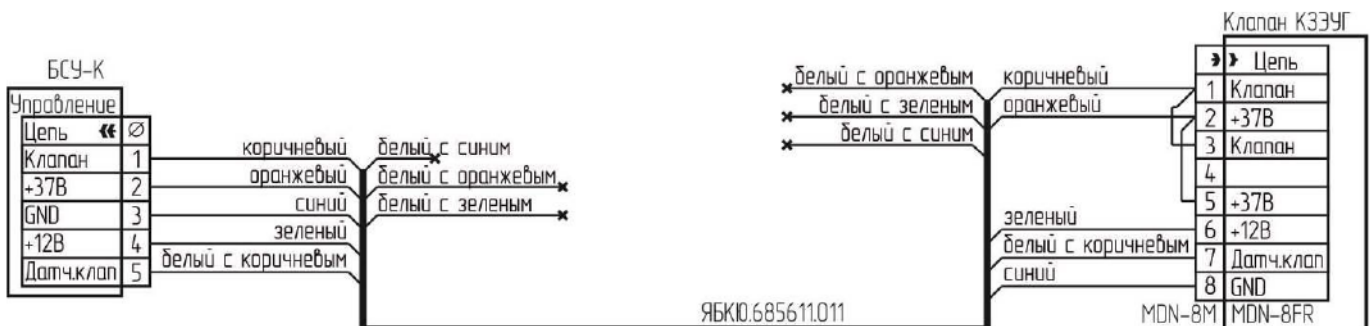 БСУ-К
Управление
Цепь
Клапан 1
+37В 2
GND 3
+12В 4
Датч.клап 5
коричневый
оранжевый
синий
зеленый
белый с коричневым
белый с синим
белый с оранжевым
белый с зеленым
ЯБКЮ.685611.011
белый с оранжевым
белый с зеленым
белый с синим
коричневый
оранжевый
зеленый
белый с коричневым
синий
Клапан КЗЭУГ
Цепь
1 Клапан
2 +37В
3 Клапан
4
5 +37В
6 +12В
7 Датч.клап
8 GND
MDN-8M MDN-8FR